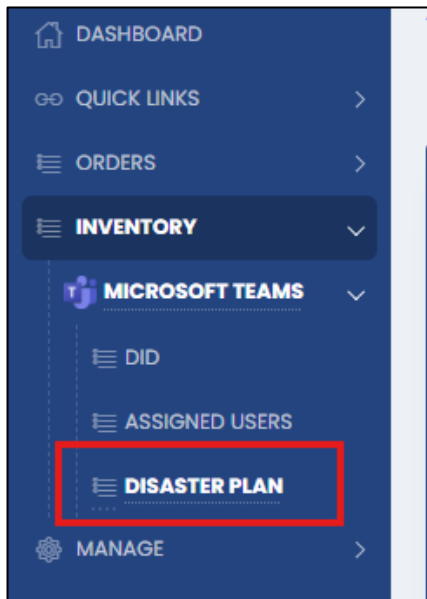 DASHBOARD
QUICK LINKS
ORDERS
INVENTORY
T MICROSOFT TEAMS
DID
ASSIGNED USERS
DISASTER PLAN
MANAGE